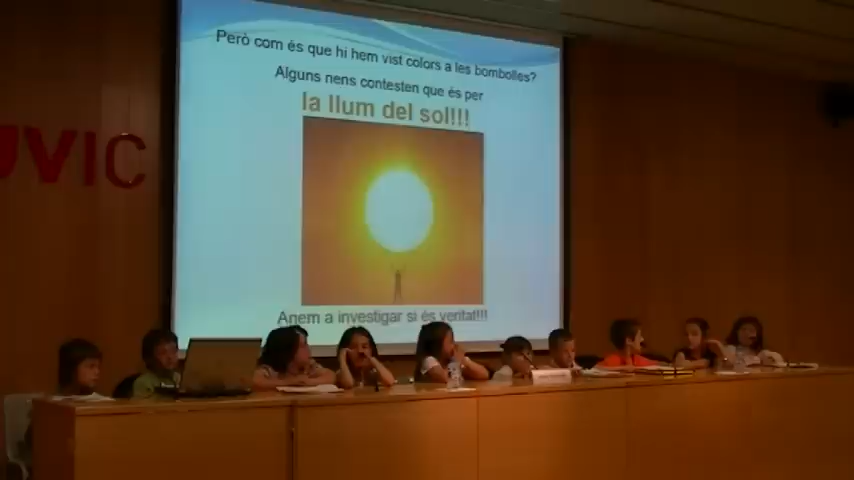 Però com és que hi hem vist colors a les bombolles?
Alguns nens contesten que és per
la llum del sol!!!
Anem a investigar si és veritat!!!
UVIC